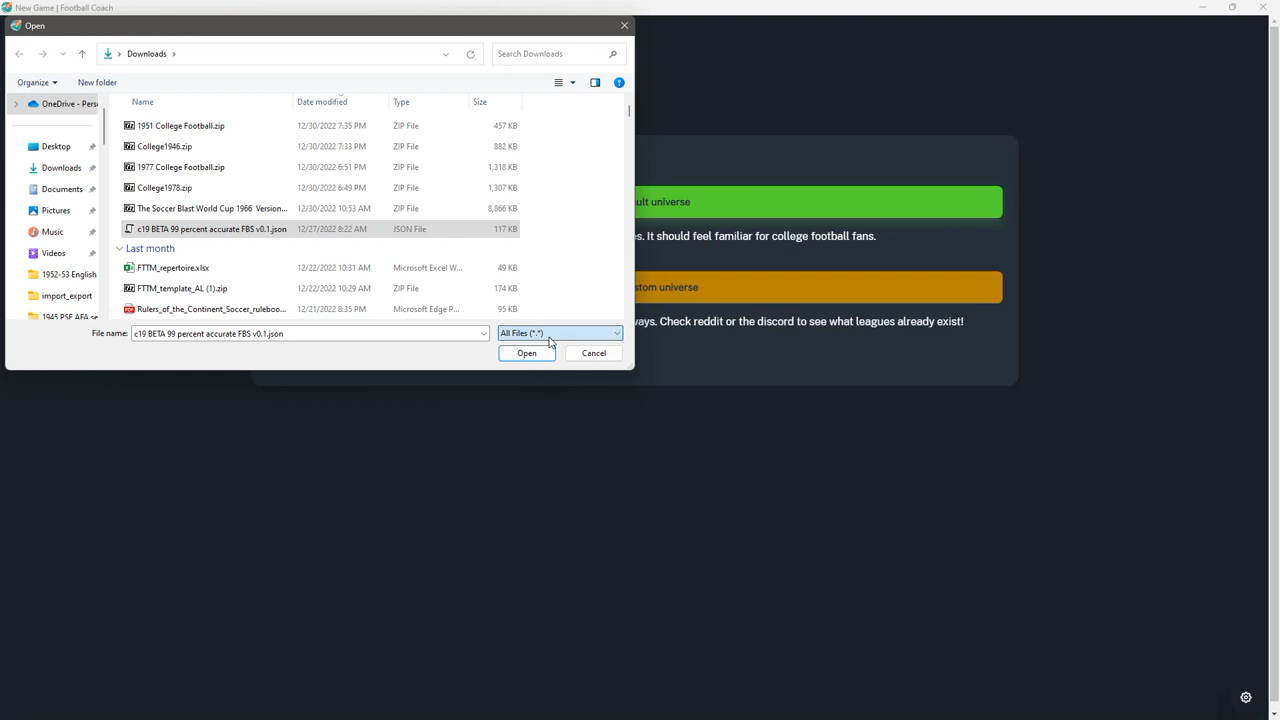 New Game | Football Coach
Open
Downloads
Search Downloads
Organize
New folder
Name
Date modified
Type
Size
OneDrive - Pers
Desktop
Downloads
Documents
Pictures
Music
Videos
1952-53 English
import_export
1945 PSF AFA se
1951 College Football.zip 12/30/2022 7:35 PM ZIP File 457 KB
College1946.zip 12/30/2022 7:33 PM ZIP File 882 KB
1977 College Football.zip 12/30/2022 6:51 PM ZIP File 1,318 KB
College1978.zip 12/30/2022 6:49 PM ZIP File 1,307 KB
The Soccer Blast World Cup 1966 Version... 12/30/2022 10:53 AM ZIP File 8,866 KB
c19 BETA 99 percent accurate FBS v0.1.json 12/27/2022 8:22 AM JSON File 117 KB
Last month
FTTM_repertoire.xlsx 12/22/2022 10:31 AM Microsoft Excel W... 49 KB
FTTM_template_AL (1).zip 12/22/2022 10:29 AM ZIP File 174 KB
Rulers_of_the_Continent_Soccer_ruleboo... 12/21/2022 8:35 PM Microsoft Edge P... 95 KB
File name: c19 BETA 99 percent accurate FBS v0.1.json
All Files (*.*)
Open
Cancel
ult universe
es. It should feel familiar for college football fans.
stom universe
ways. Check reddit or the discord to see what leagues already exist!